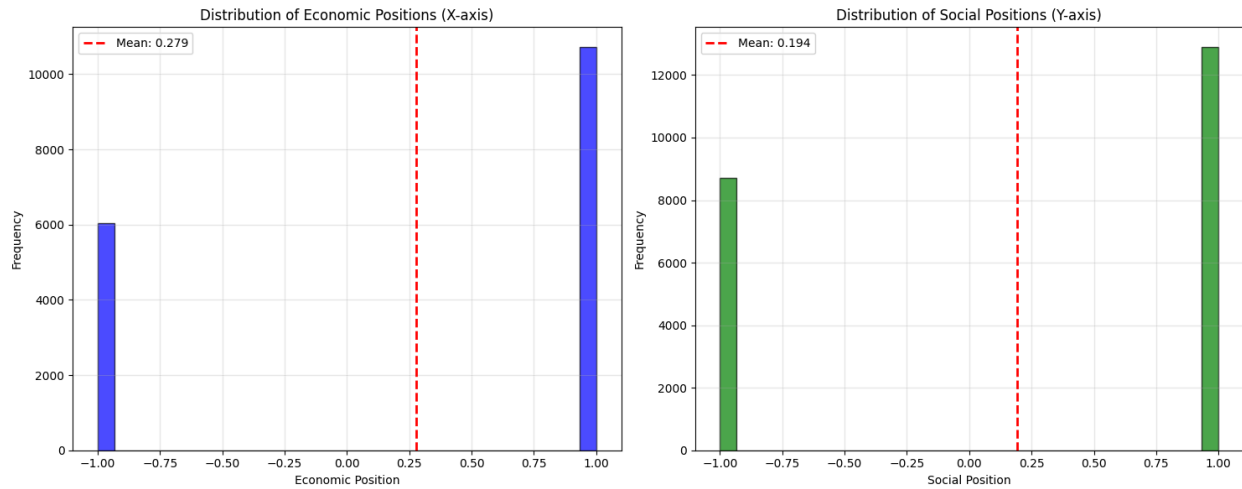 Distribution of Economic Positions (X-axis)
Mean: 0.279
10000
8000
6000
4000
2000
0
Frequency
−1.00 −0.75 −0.50 −0.25 0.00 0.25 0.50 0.75 1.00
Economic Position
Distribution of Social Positions (Y-axis)
Mean: 0.194
12000
10000
8000
6000
4000
2000
0
Frequency
−1.00 −0.75 −0.50 −0.25 0.00 0.25 0.50 0.75 1.00
Social Position